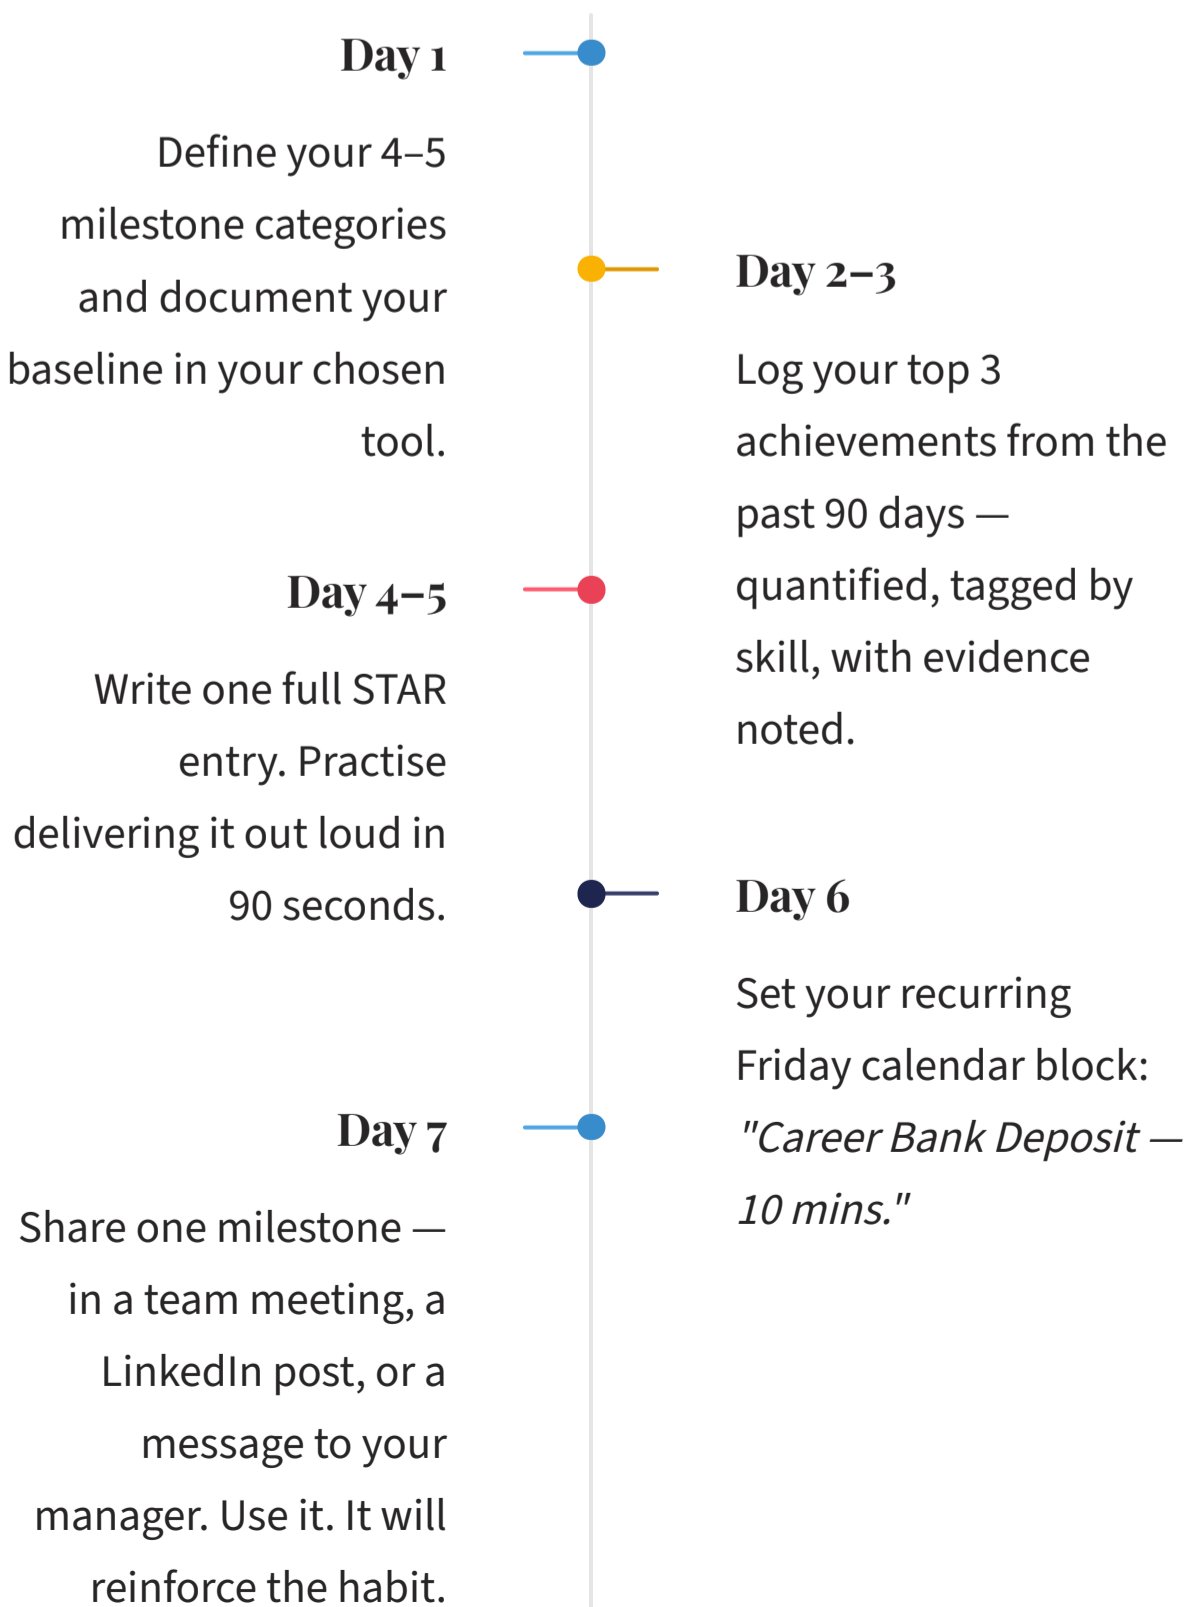 Day 1
Define your 4–5
milestone categories
and document your
baseline in your chosen
tool.
Day 2–3
Log your top 3
achievements from the
past 90 days —
quantified, tagged by
skill, with evidence
noted.
Day 4–5
Write one full STAR
entry. Practise
delivering it out loud in
90 seconds.
Day 6
Set your recurring
Friday calendar block:
"Career Bank Deposit —
10 mins."
Day 7
Share one milestone —
in a team meeting, a
LinkedIn post, or a
message to your
manager. Use it. It will
reinforce the habit.